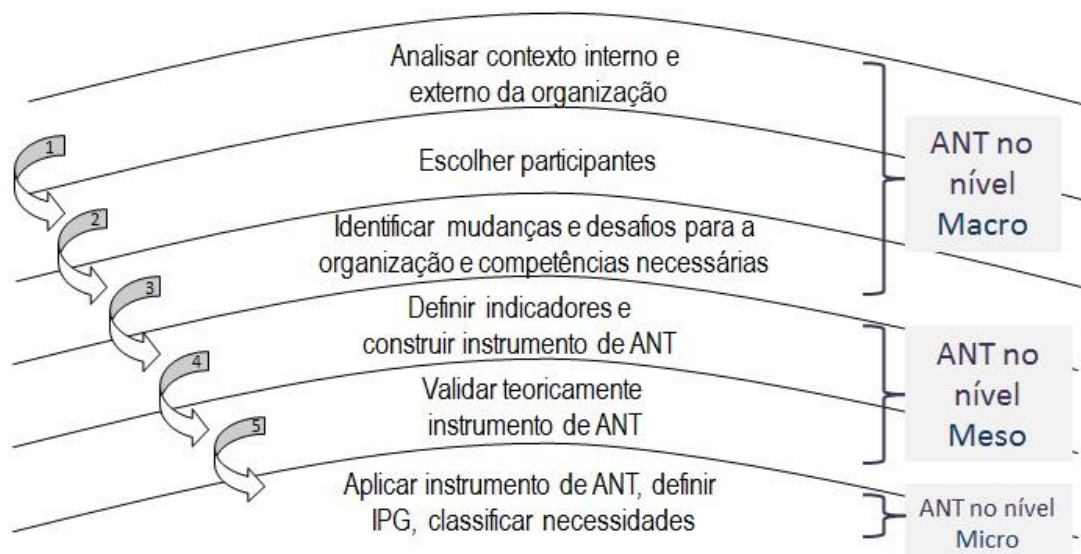 Analisar contexto interno e
externo da organização
1
Escolher participantes
ANT no
nível
Macro
2
Identificar mudanças e desafios para a
organização e competências necessárias
3
Definir indicadores e
construir instrumento de ANT
4
Validar teoricamente
instrumento de ANT
ANT no
nível
Meso
5
Aplicar instrumento de ANT, definir
IPG, classificar necessidades
ANT no nível
Micro